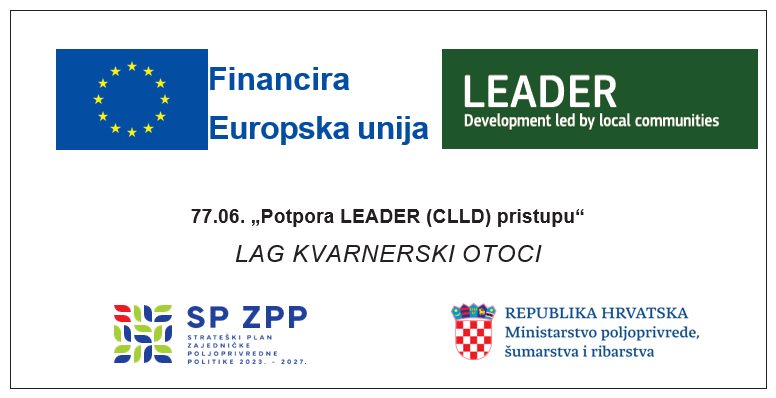 Financira
Europska unija
LEADER
Development led by local communities
77.06. „Potpora LEADER (CLLD) pristupu“
LAG KVARNERSKI OTOCI
SP ZPP
STRATEŠKI PLAN
ZAJEDNIČKE
POLJOPRIVREDNE
POLITIKE 2023. - 2027.
REPUBLIKA HRVATSKA
Ministarstvo poljoprivrede,
šumarstva i ribarstva